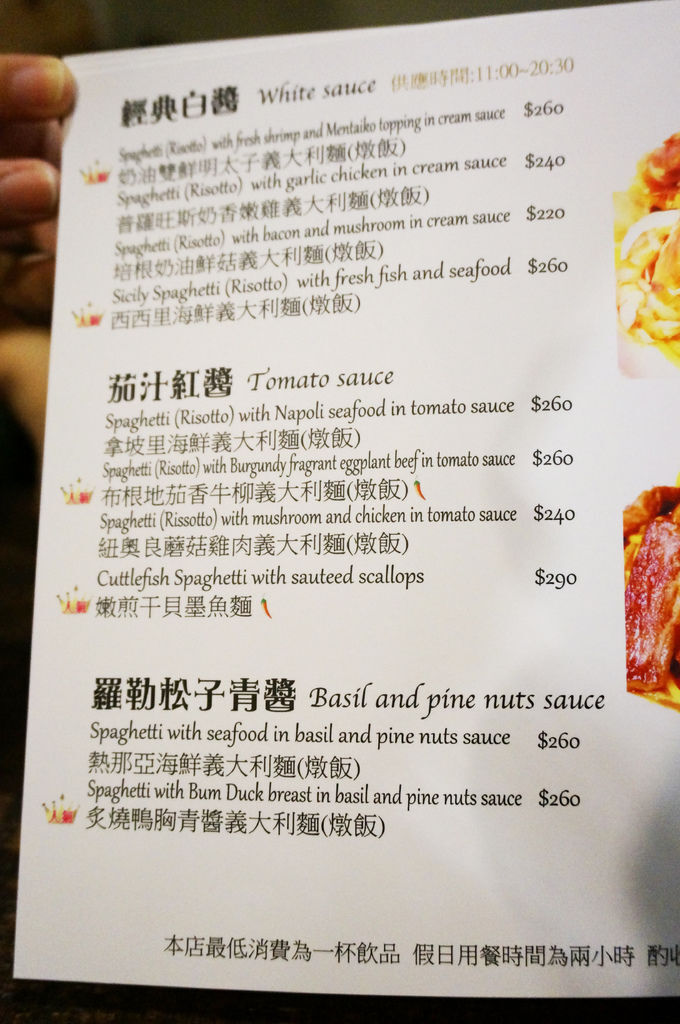 經典白醬 White sauce 供應時間:11:00~20:30
Spaghetti (Risotto) with fresh shrimp and Mentaiko topping in cream sauce $260
人氣 奶油雙鮮明太子義大利麵(燉飯)
Spaghetti (Risotto) with garlic chicken in cream sauce $240
普羅旺斯奶香嫩雞義大利麵(燉飯)
Spaghetti (Risotto) with bacon and mushroom in cream sauce $220
培根奶油鮮菇義大利麵(燉飯)
Sicily Spaghetti (Risotto) with fresh fish and seafood $260
人氣 西西里海鮮義大利麵(燉飯)
茄汁紅醬 Tomato sauce
Spaghetti (Risotto) with Napoli seafood in tomato sauce $260
拿坡里海鮮義大利麵(燉飯)
Spaghetti (Risotto) with Burgundy fragrant eggplant beef in tomato sauce $260
人氣 布根地茄香牛柳義大利麵(燉飯)
Spaghetti (Rissotto) with mushroom and chicken in tomato sauce $240
紐奧良蘑菇雞肉義大利麵(燉飯)
Cuttlefish Spaghetti with sauteed scallops $290
人氣 嫩煎干貝墨魚麵
羅勒松子青醬 Basil and pine nuts sauce
Spaghetti with seafood in basil and pine nuts sauce $260
熱那亞海鮮義大利麵(燉飯)
Spaghetti with Bum Duck breast in basil and pine nuts sauce $260
人氣 炙燒鴨胸青醬義大利麵(燉飯)
本店最低消費為一杯飲品 假日用餐時間為兩小時 酌收